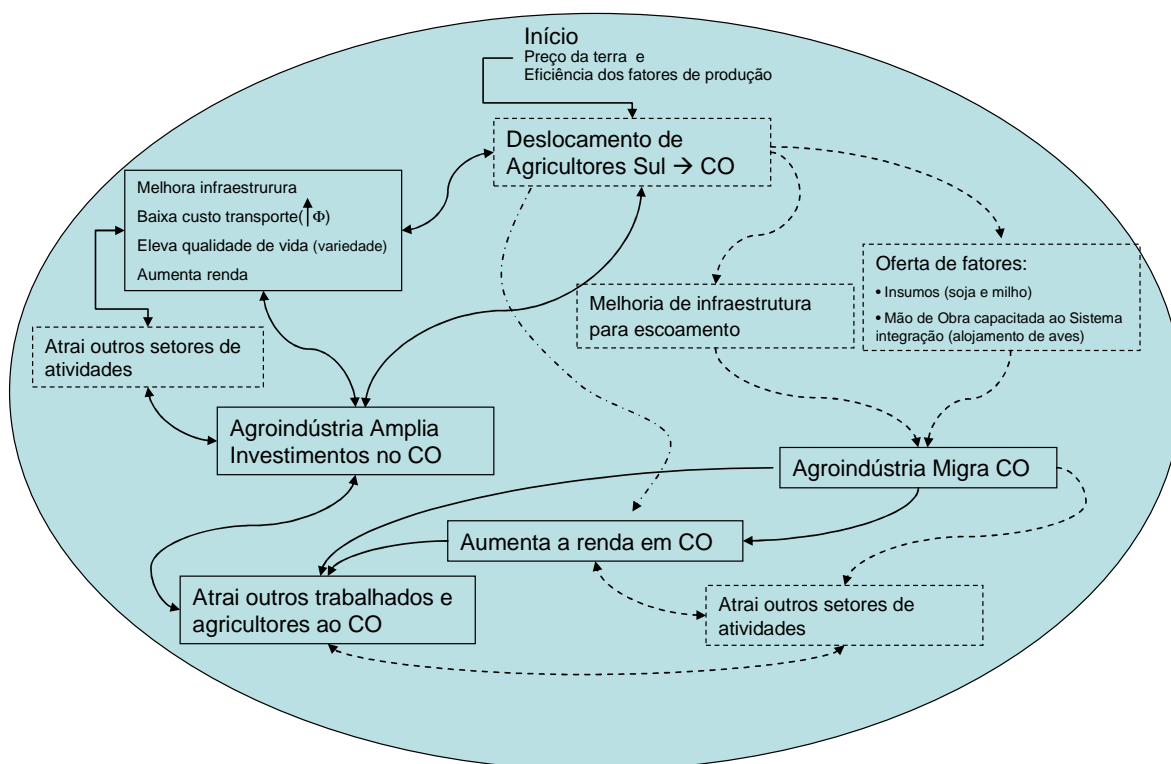 Início
Preço da terra e
Eficiência dos fatores de produção
Deslocamento de
Agricultores Sul → CO
Melhora infraestrurura
Baixa custo transporte(↑Φ)
Eleva qualidade de vida (variedade)
Aumenta renda
Oferta de fatores:
• Insumos (soja e milho)
• Mão de Obra capacitada ao Sistema
integração (alojamento de aves)
Melhoria de infraestrutura
para escoamento
Atrai outros setores de
atividades
Agroindústria Amplia
Investimentos no CO
Agroindústria Migra CO
Aumenta a renda em CO
Atrai outros trabalhados e
agricultores ao CO
Atrai outros setores de
atividades